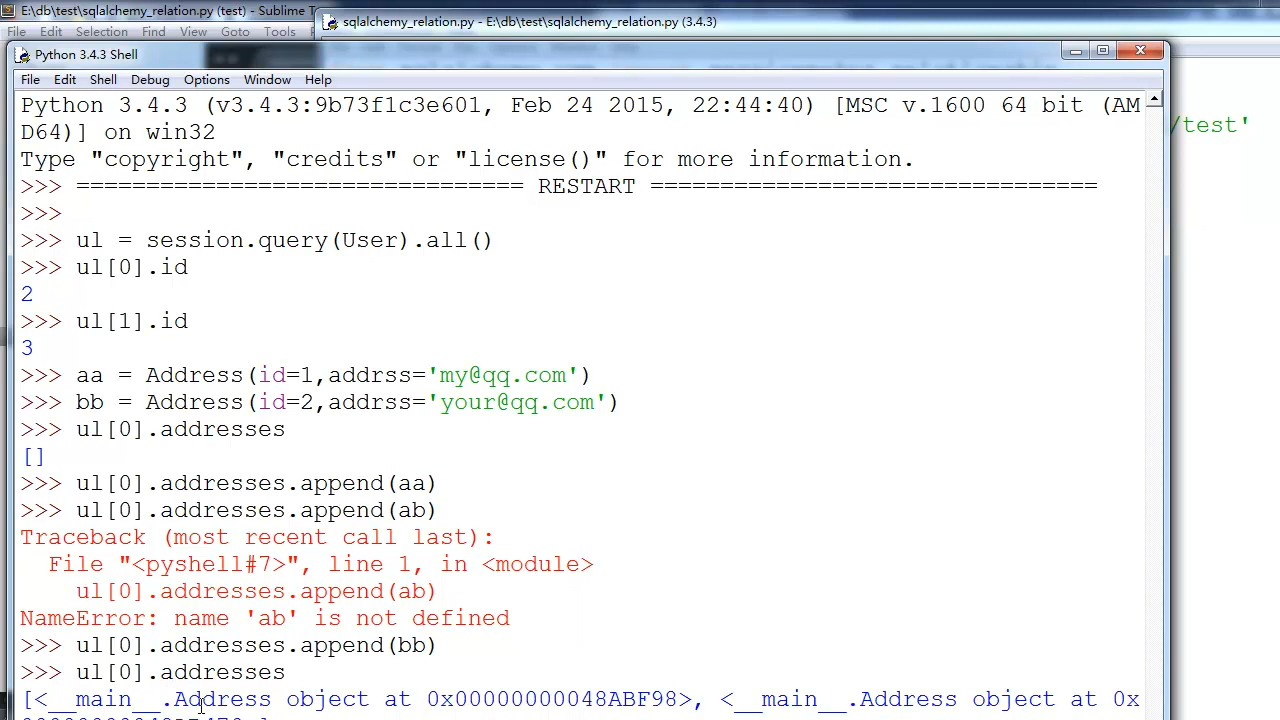 E:\db\test\sqlalchemy_relation.py (test) - Sublime T
sqlalchemy_relation.py - E:\db\test\sqlalchemy_relation.py (3.4.3)
File Edit Selection Find View Goto Tools
Python 3.4.3 Shell
File Edit Shell Debug Options Window Help
Python 3.4.3 (v3.4.3:9b73f1c3e601, Feb 24 2015, 22:44:40) [MSC v.1600 64 bit (AM
/test'
D64)] on win32
Type "copyright", "credits" or "license()" for more information.
>>> ================================ RESTART ================================
>>>
>>> ul = session.query(User).all()
>>> ul[0].id
2
>>> ul[1].id
3
>>> aa = Address(id=1,addrss='my@qq.com')
>>> bb = Address(id=2,addrss='your@qq.com')
>>> ul[0].addresses
[]
>>> ul[0].addresses.append(aa)
>>> ul[0].addresses.append(ab)
Traceback (most recent call last):
  File "<pyshell#7>", line 1, in <module>
    ul[0].addresses.append(ab)
NameError: name 'ab' is not defined
>>> ul[0].addresses.append(bb)
>>> ul[0].addresses
[<__main__.Address object at 0x00000000048ABF98>, <__main__.Address object at 0x